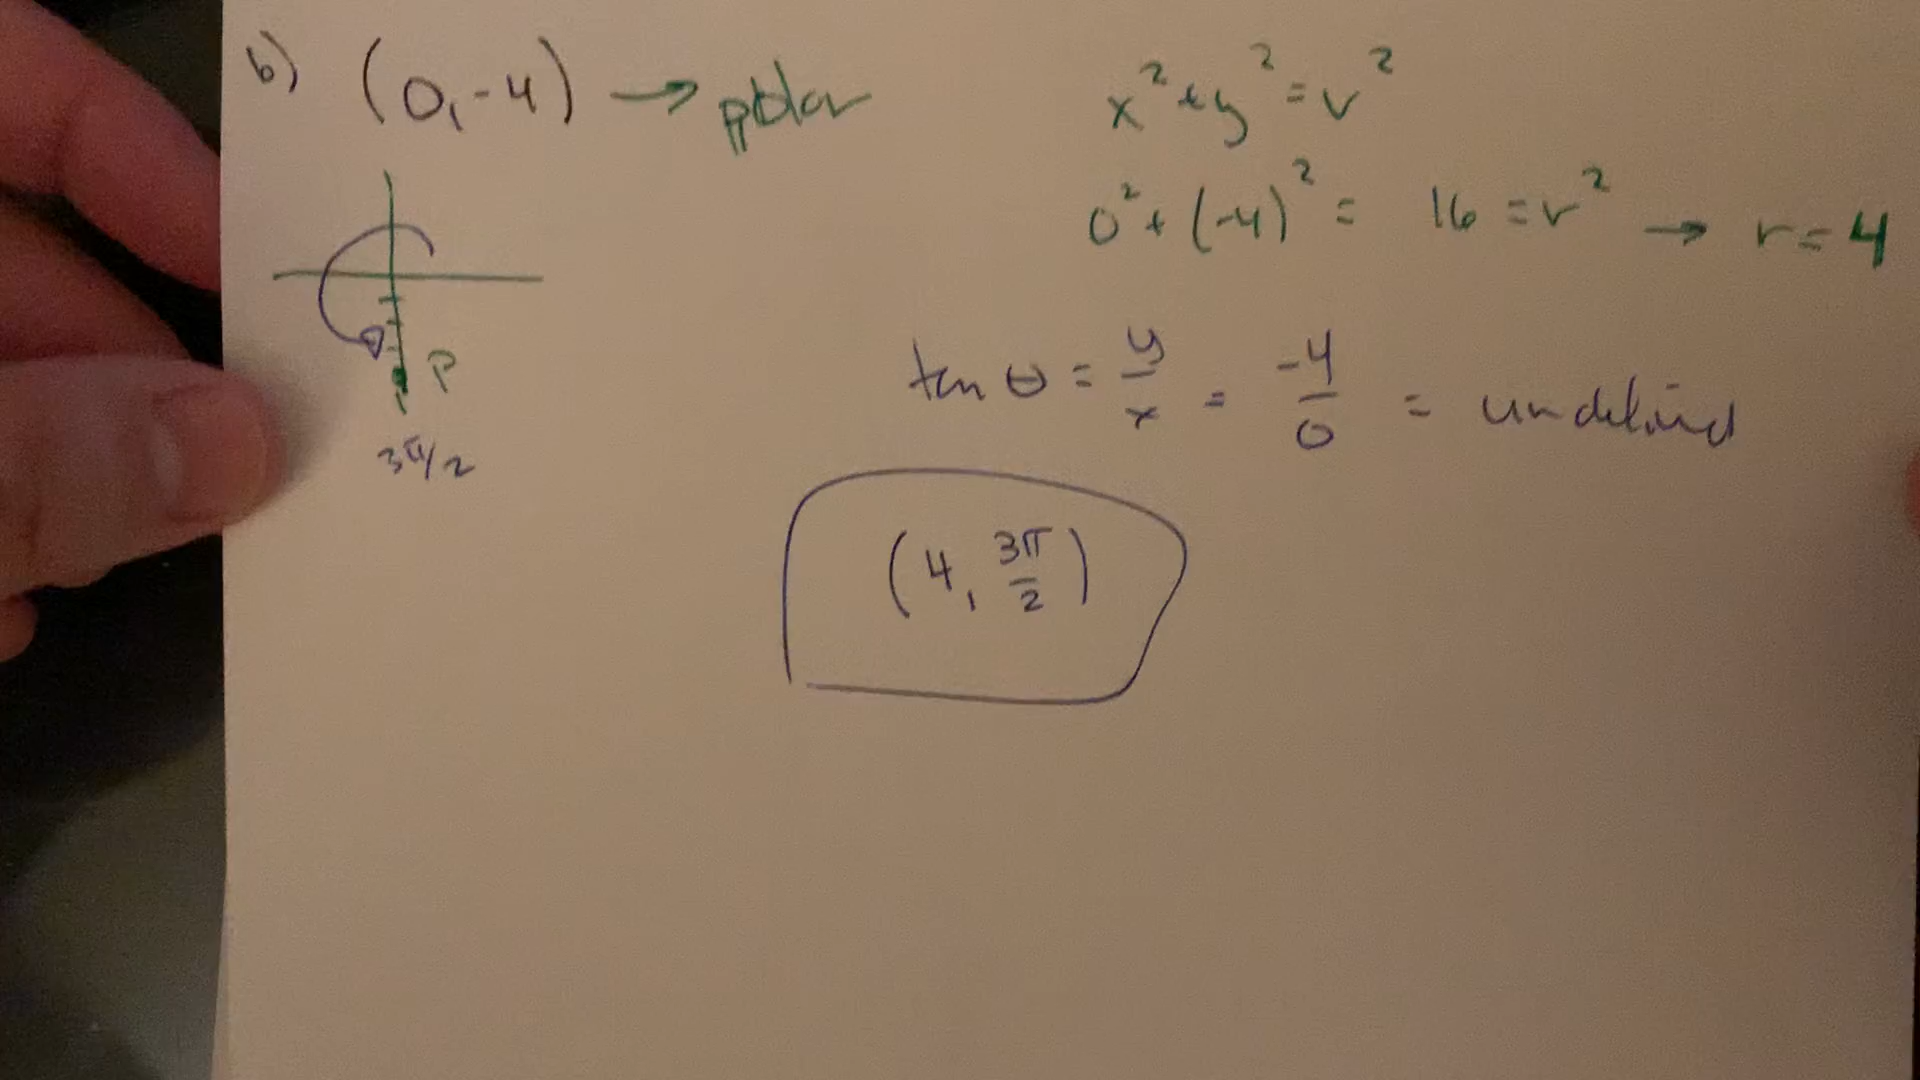 b) (0, -4) → polar
x² + y² = r²
0² + (-4)² = 16 = r² → r = 4
tan θ = y/x = -4/0 = undefined
P
3π/2
(4, 3π/2)